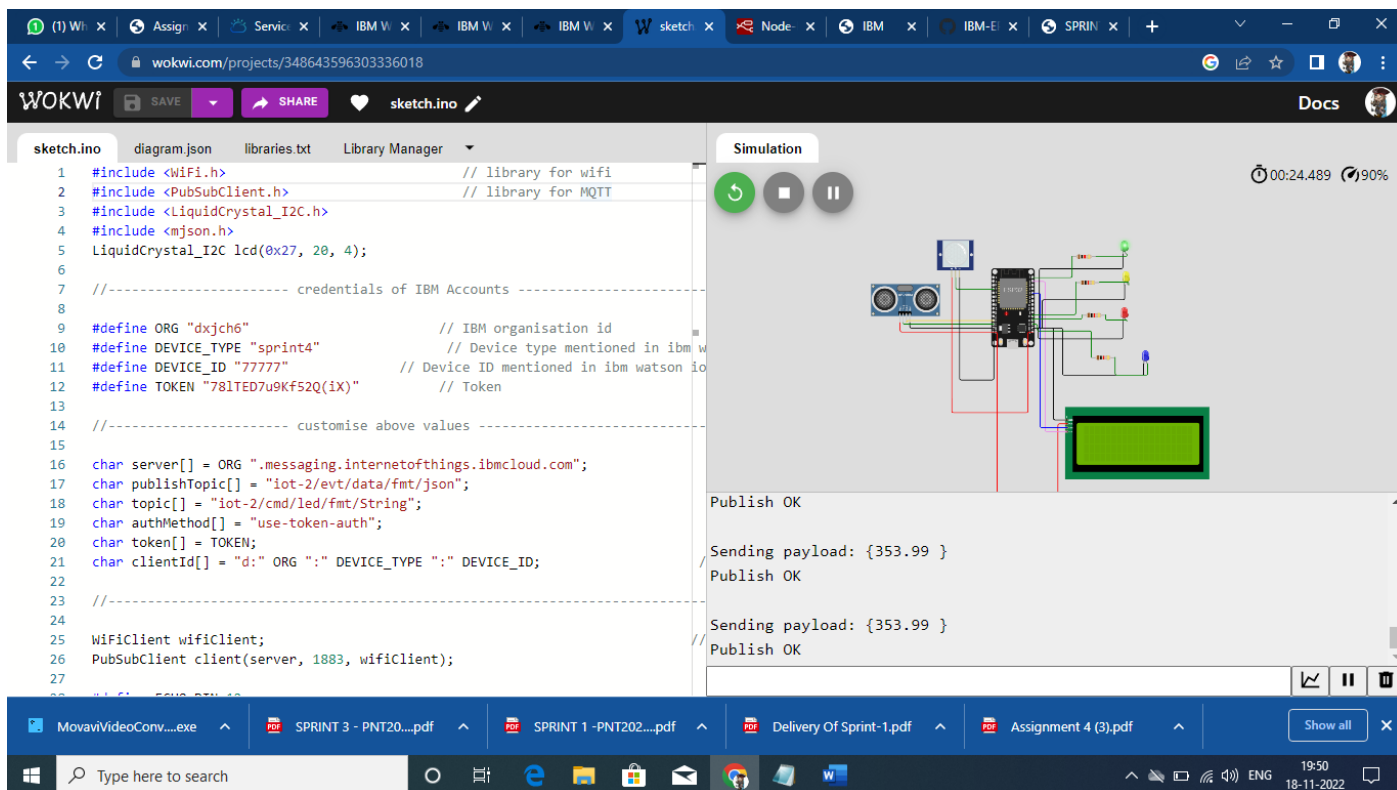 (1) Wh
Assign
Service
IBM W
IBM W
IBM W
sketch
Node-
IBM
IBM-E
SPRIN
wokwi.com/projects/348643596303336018
WOKWi
SAVE
SHARE
sketch.ino
Docs
sketch.ino diagram.json libraries.txt Library Manager
1 #include <WiFi.h> // library for wifi
2 #include <PubSubClient.h> // library for MQTT
3 #include <LiquidCrystal_I2C.h>
4 #include <mjson.h>
5 LiquidCrystal_I2C lcd(0x27, 20, 4);
6
7 //----------------------- credentials of IBM Accounts ------------------------
8
9 #define ORG "dxjch6" // IBM organisation id
10 #define DEVICE_TYPE "sprint4" // Device type mentioned in ibm w
11 #define DEVICE_ID "77777" // Device ID mentioned in ibm watson io
12 #define TOKEN "78lTED7u9Kf52Q(iX)" // Token
13
14 //----------------------- customise above values -----------------------------
15
16 char server[] = ORG ".messaging.internetofthings.ibmcloud.com";
17 char publishTopic[] = "iot-2/evt/data/fmt/json";
18 char topic[] = "iot-2/cmd/led/fmt/String";
19 char authMethod[] = "use-token-auth";
20 char token[] = TOKEN;
21 char clientId[] = "d:" ORG ":" DEVICE_TYPE ":" DEVICE_ID; /
22
23 //----------------------------------------------------------------------------
24
25 WiFiClient wifiClient; //
26 PubSubClient client(server, 1883, wifiClient);
27
Simulation
00:24.489 90%
ESP32
Publish OK
Sending payload: {353.99 }
Publish OK
Sending payload: {353.99 }
Publish OK
MovaviVideoConv....exe
PDF SPRINT 3 - PNT20....pdf
PDF SPRINT 1 -PNT202....pdf
PDF Delivery Of Sprint-1.pdf
PDF Assignment 4 (3).pdf
Show all
Type here to search
ENG
19:50
18-11-2022